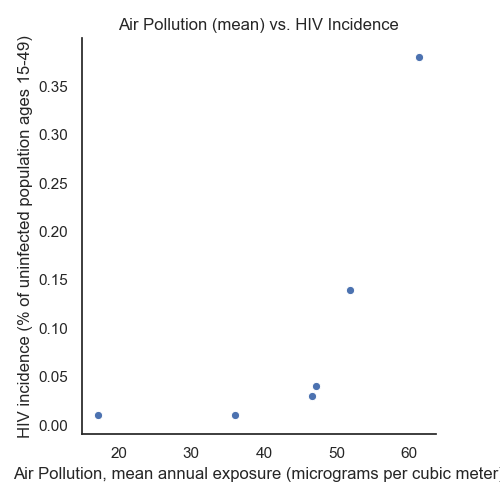 Air Pollution (mean) vs. HIV Incidence
HIV incidence (% of uninfected population ages 15-49)
0.35
0.30
0.25
0.20
0.15
0.10
0.05
0.00
20 30 40 50 60
Air Pollution, mean annual exposure (micrograms per cubic meter